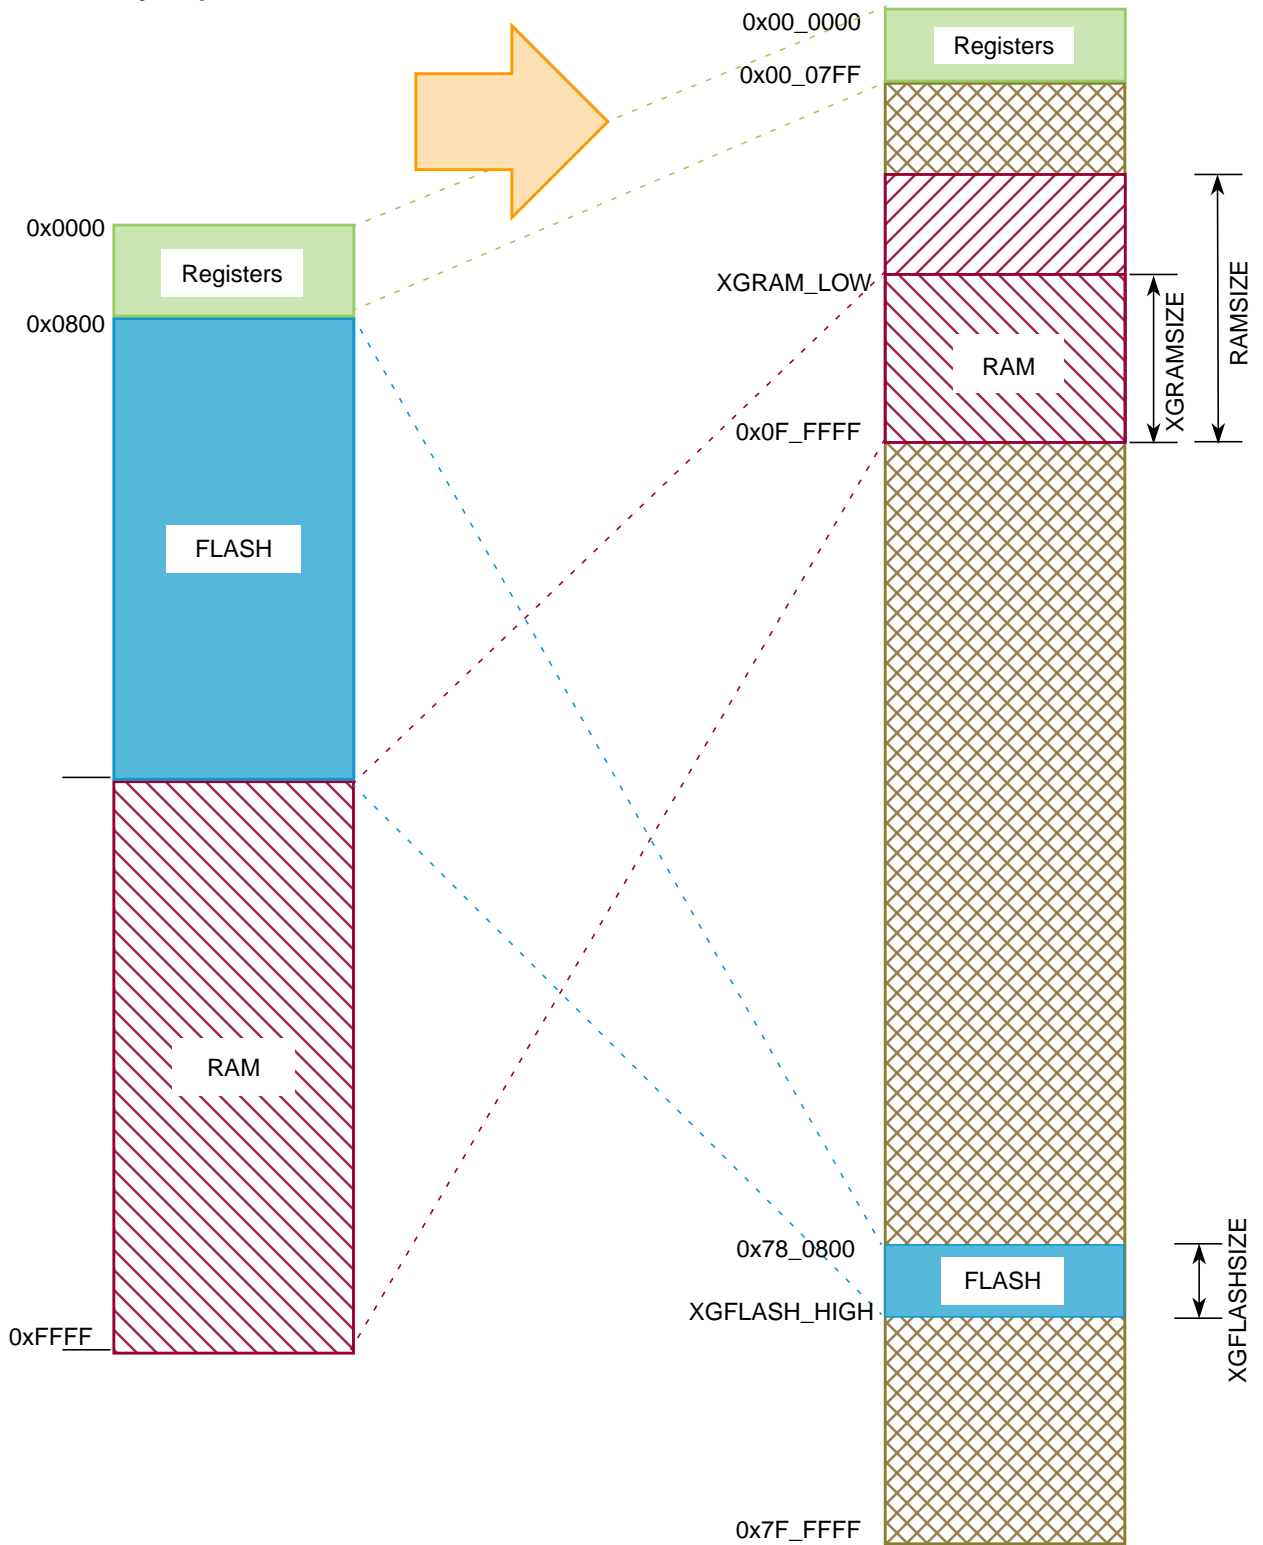 0x00_0000
Registers
0x00_07FF
0x0000
Registers
0x0800
XGRAM_LOW
RAM
XGRAMSIZE
RAMSIZE
0x0F_FFFF
FLASH
RAM
0x78_0800
FLASH
XGFLASH_HIGH
XGFLASHSIZE
0xFFFF
0x7F_FFFF